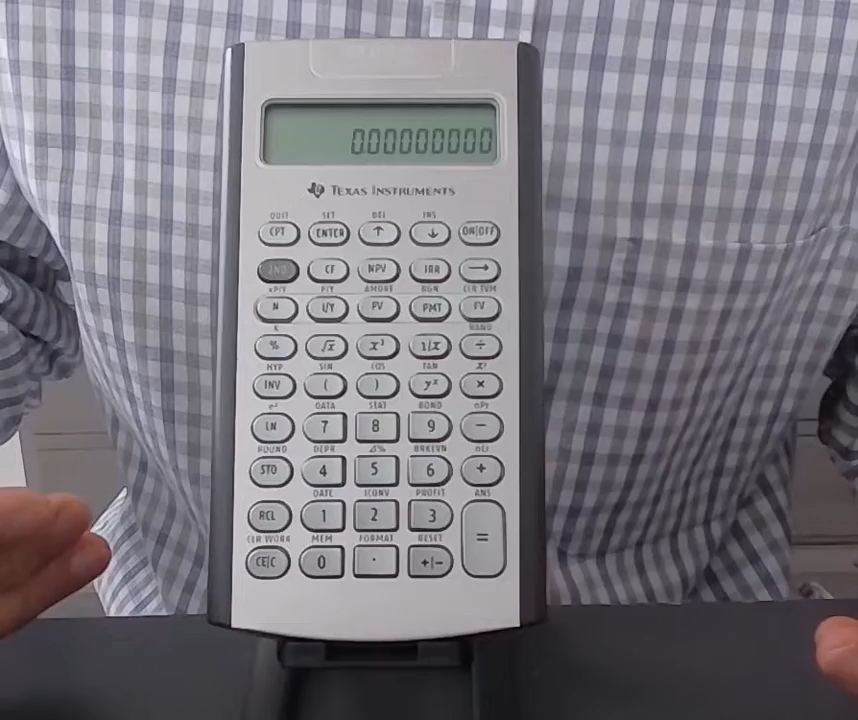 0.000000000
TEXAS INSTRUMENTS
QUIT SET DEL INS
CPT ENTER ↑ ↓ ON|OFF
2ND CF NPV IRR →
xP/Y P/Y AMORT BGN CLR TVM
N I/Y PV PMT FV
K RAND
% √x x² 1/x ÷
HYP SIN COS TAN x!
INV ( ) yˣ ×
eˣ DATA STAT BOND nPr
LN 7 8 9 −
ROUND DEPR Δ% BRKEVN nCr
STO 4 5 6 +
DATE ICONV PROFIT ANS
RCL 1 2 3 =
CLR WORK MEM FORMAT RESET
CE|C 0 . +|−